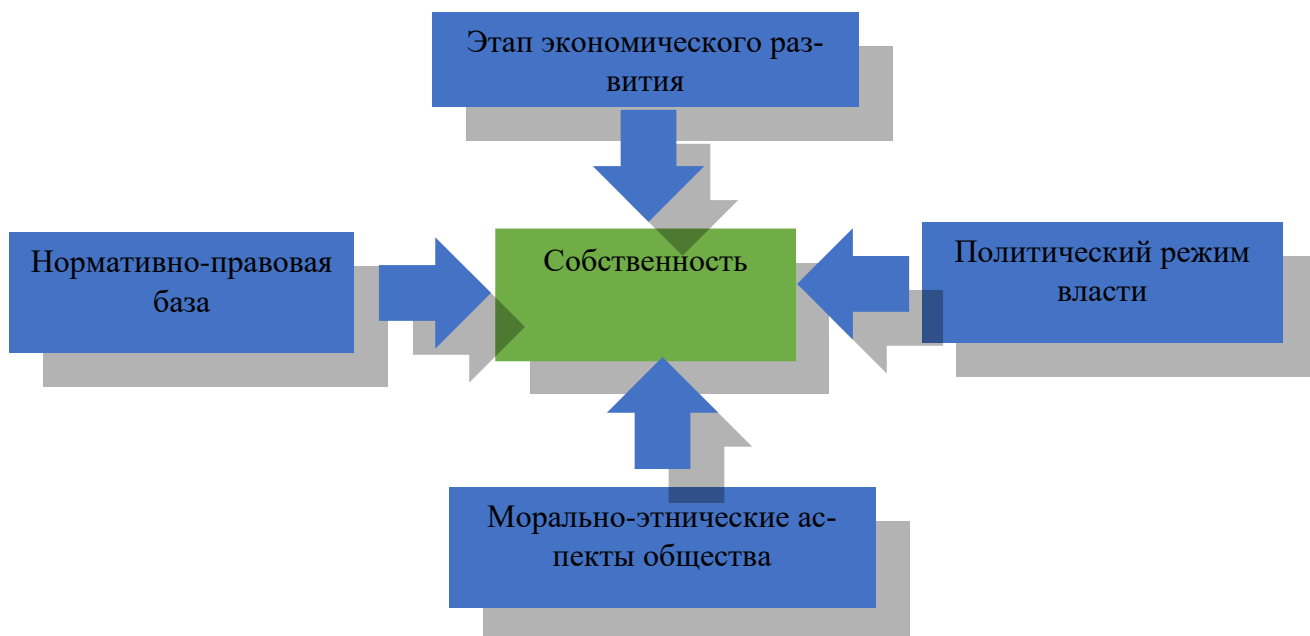 Этап экономического раз-
вития
Нормативно-правовая
база
Собственность
Политический режим
власти
Морально-этнические ас-
пекты общества